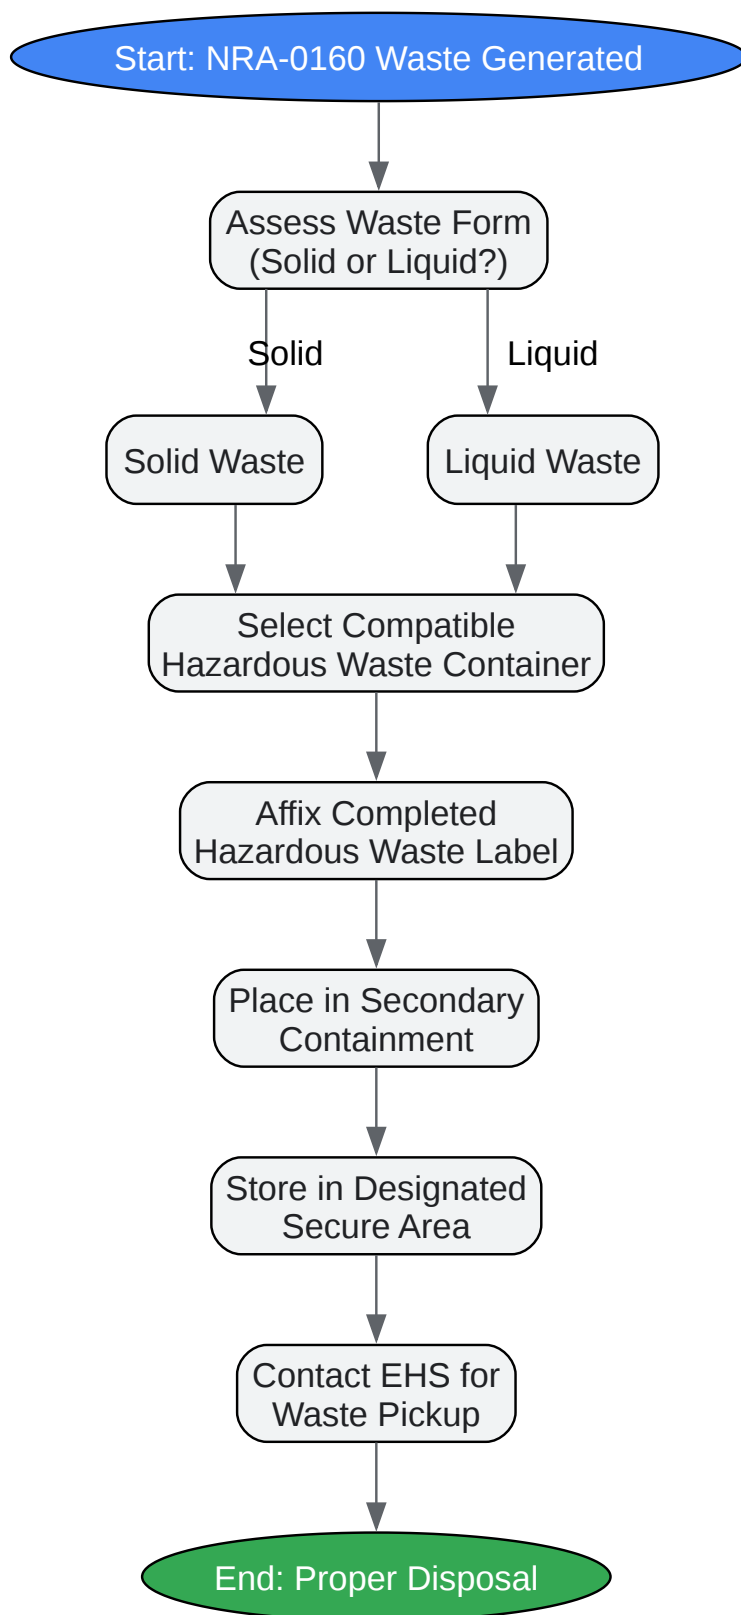 Start: NRA-0160 Waste Generated
Assess Waste Form
(Solid or Liquid?)
Solid
Liquid
Solid Waste
Liquid Waste
Select Compatible
Hazardous Waste Container
Affix Completed
Hazardous Waste Label
Place in Secondary
Containment
Store in Designated
Secure Area
Contact EHS for
Waste Pickup
End: Proper Disposal